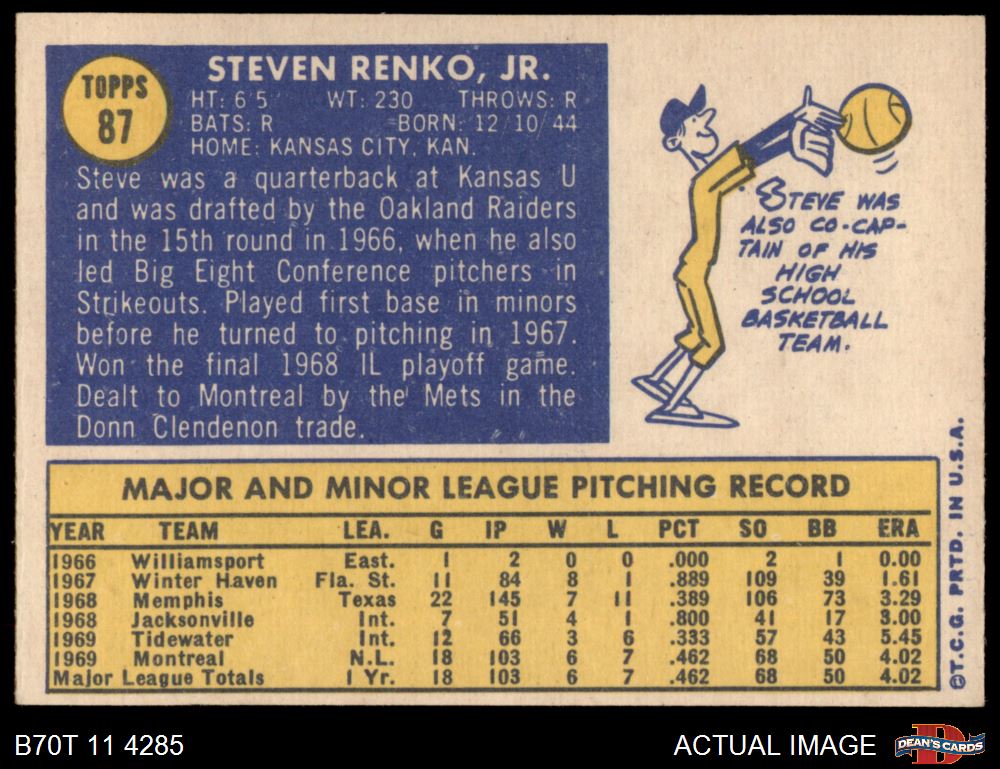 TOPPS
87
STEVEN RENKO, JR.
HT: 6'5" WT: 230 THROWS: R
BATS: R BORN: 12/10/44
HOME: KANSAS CITY, KAN.
Steve was a quarterback at Kansas U
and was drafted by the Oakland Raiders
in the 15th round in 1966, when he also
led Big Eight Conference pitchers in
Strikeouts. Played first base in minors
before he turned to pitching in 1967.
Won the final 1968 IL playoff game.
Dealt to Montreal by the Mets in the
Donn Clendenon trade.
STEVE WAS
ALSO CO-CAP-
TAIN OF HIS
HIGH
SCHOOL
BASKETBALL
TEAM.
MAJOR AND MINOR LEAGUE PITCHING RECORD
YEAR TEAM LEA. G IP W L PCT SO BB ERA
1966 Williamsport East. 1 2 0 0 .000 2 1 0.00
1967 Winter Haven Fla. St. 11 84 8 1 .889 109 39 1.61
1968 Memphis Texas 22 145 7 11 .389 106 73 3.29
1968 Jacksonville Int. 7 51 4 1 .800 41 17 3.00
1969 Tidewater Int. 12 66 3 6 .333 57 43 5.45
1969 Montreal N.L. 18 103 6 7 .462 68 50 4.02
Major League Totals 1 Yr. 18 103 6 7 .462 68 50 4.02
©T.C.G. PRTD. IN U.S.A.
B70T 11 4285
ACTUAL IMAGE
D
DEAN'S CARDS